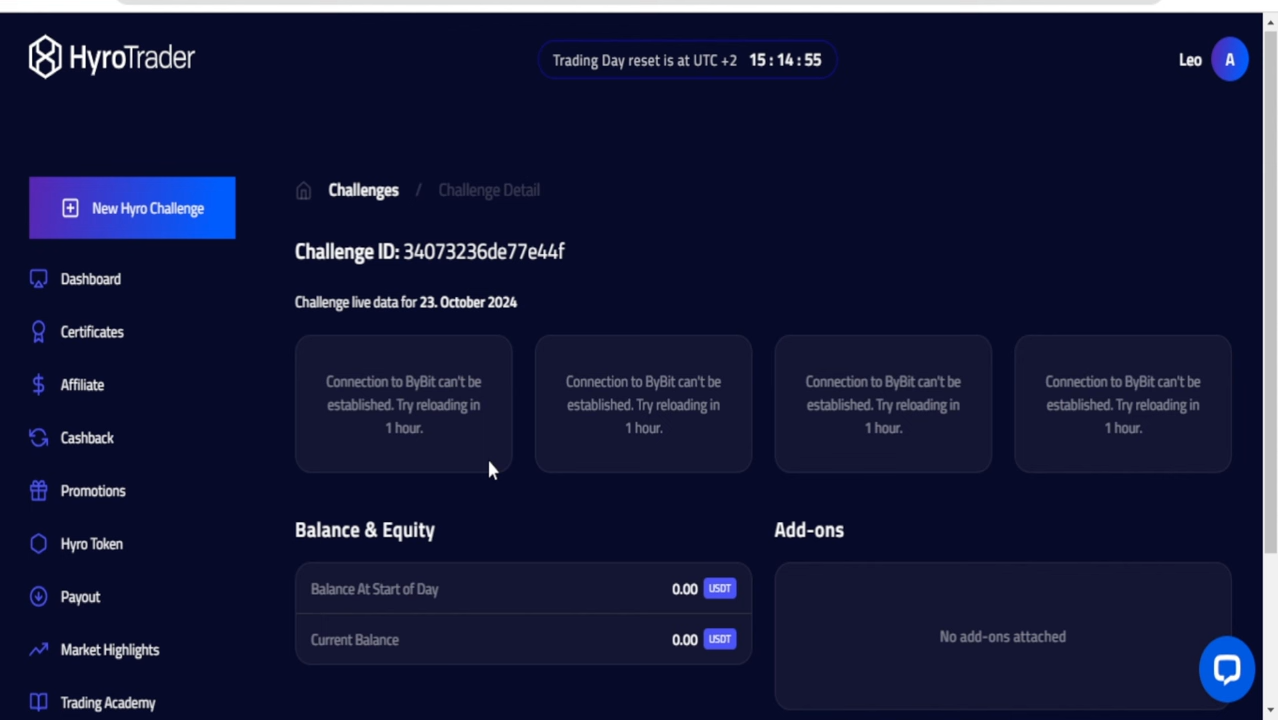 HyroTrader
Trading Day reset is at UTC +2 15 : 14 : 55
Leo A
New Hyro Challenge
Challenges / Challenge Detail
Challenge ID: 34073236de77e44f
Dashboard
Challenge live data for 23. October 2024
Certificates
Affiliate
Cashback
Promotions
Hyro Token
Payout
Market Highlights
Trading Academy
Connection to ByBit can't be
established. Try reloading in
1 hour.
Connection to ByBit can't be
established. Try reloading in
1 hour.
Connection to ByBit can't be
established. Try reloading in
1 hour.
Connection to ByBit can't be
established. Try reloading in
1 hour.
Balance & Equity
Balance At Start of Day 0.00 USDT
Current Balance 0.00 USDT
Add-ons
No add-ons attached